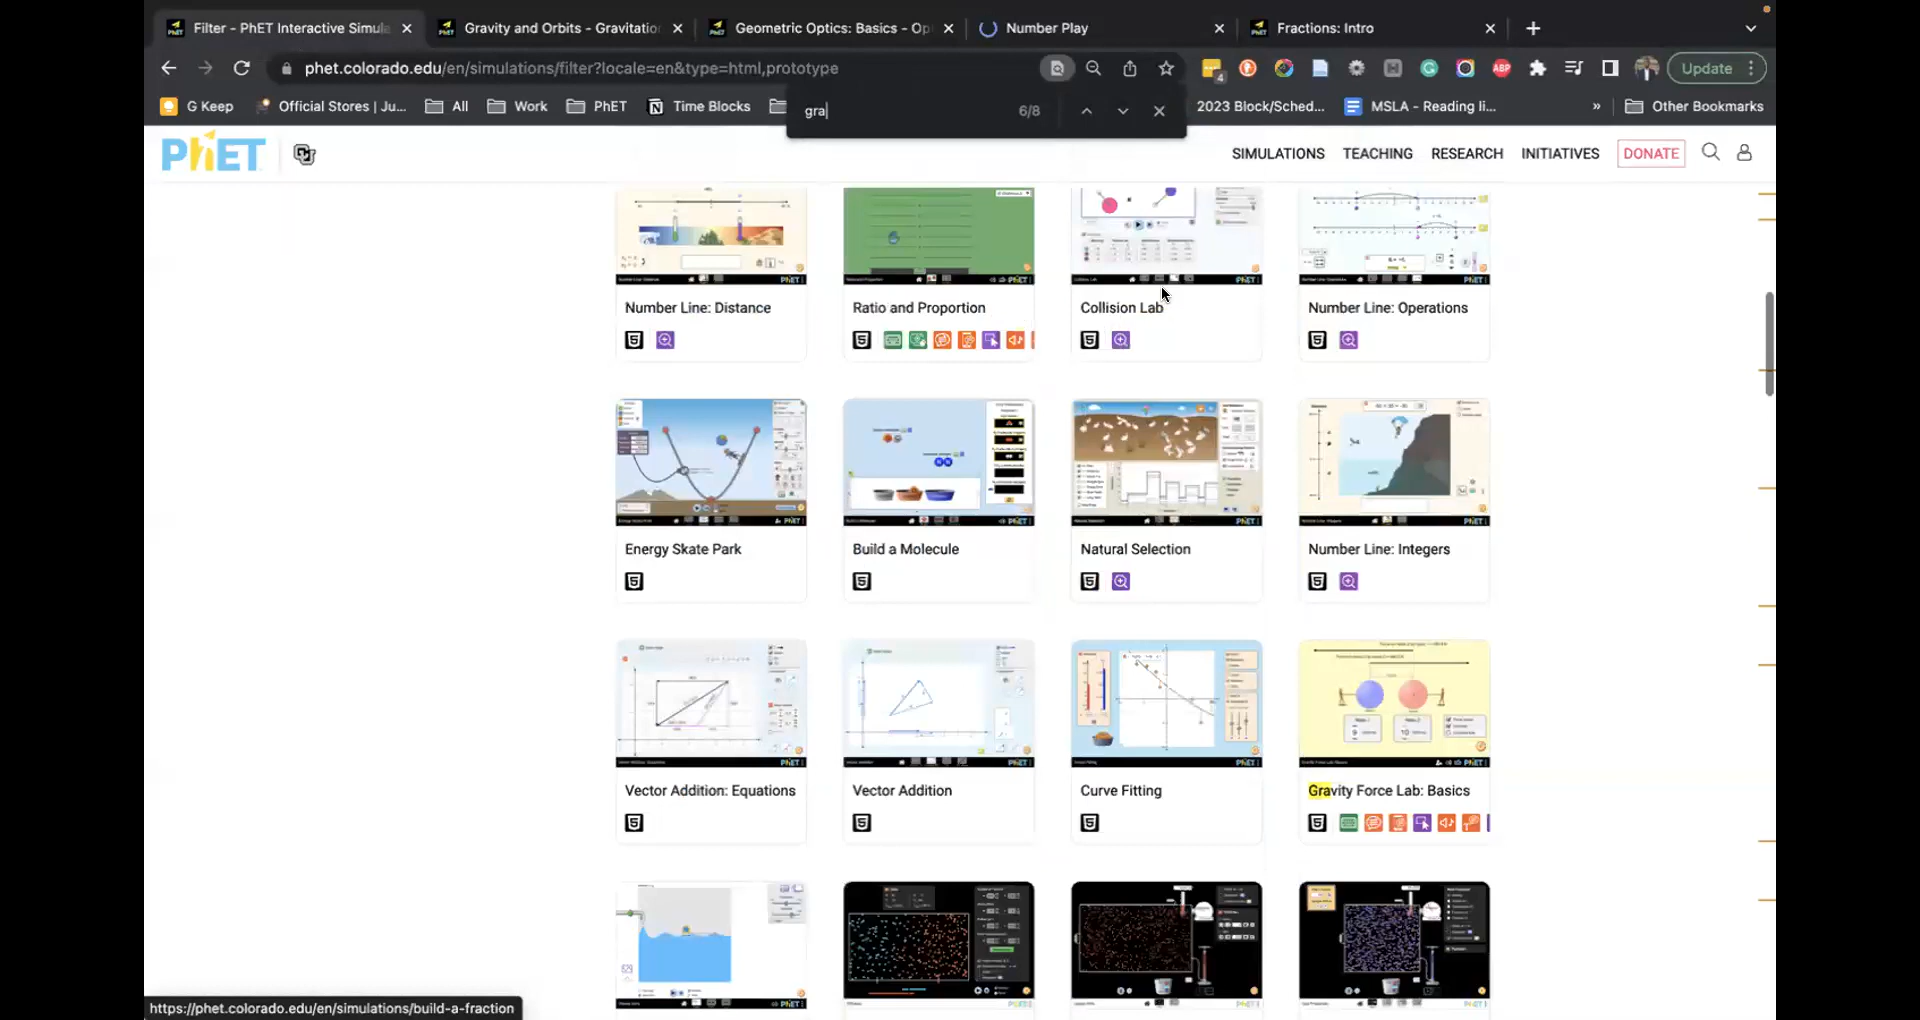 Filter - PhET Interactive Simula
Gravity and Orbits - Gravitatio
Geometric Optics: Basics - Op
Number Play
Fractions: Intro
phet.colorado.edu/en/simulations/filter?locale=en&type=html,prototype
4
ABP
Update
G Keep
Official Stores | Ju...
All
Work
PhET
Time Blocks
gra
6/8
2023 Block/Sched...
MSLA - Reading li...
»
Other Bookmarks
PhET
SIMULATIONS
TEACHING
RESEARCH
INITIATIVES
DONATE
Number Line: Distance
Ratio and Proportion
Collision Lab
Number Line: Operations
Energy Skate Park
Build a Molecule
Natural Selection
Number Line: Integers
Vector Addition: Equations
Vector Addition
Curve Fitting
Gravity Force Lab: Basics
https://phet.colorado.edu/en/simulations/build-a-fraction